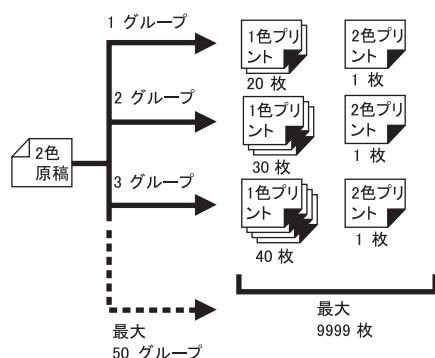 1 グループ
1色プリ
ント
20 枚
2色プリ
ント
1 枚
2 グループ
1色プリ
ント
30 枚
2色プリ
ント
1 枚
2色
原稿
3 グループ
1色プリ
ント
40 枚
2色プリ
ント
1 枚
最大
50 グループ
最大
9999 枚